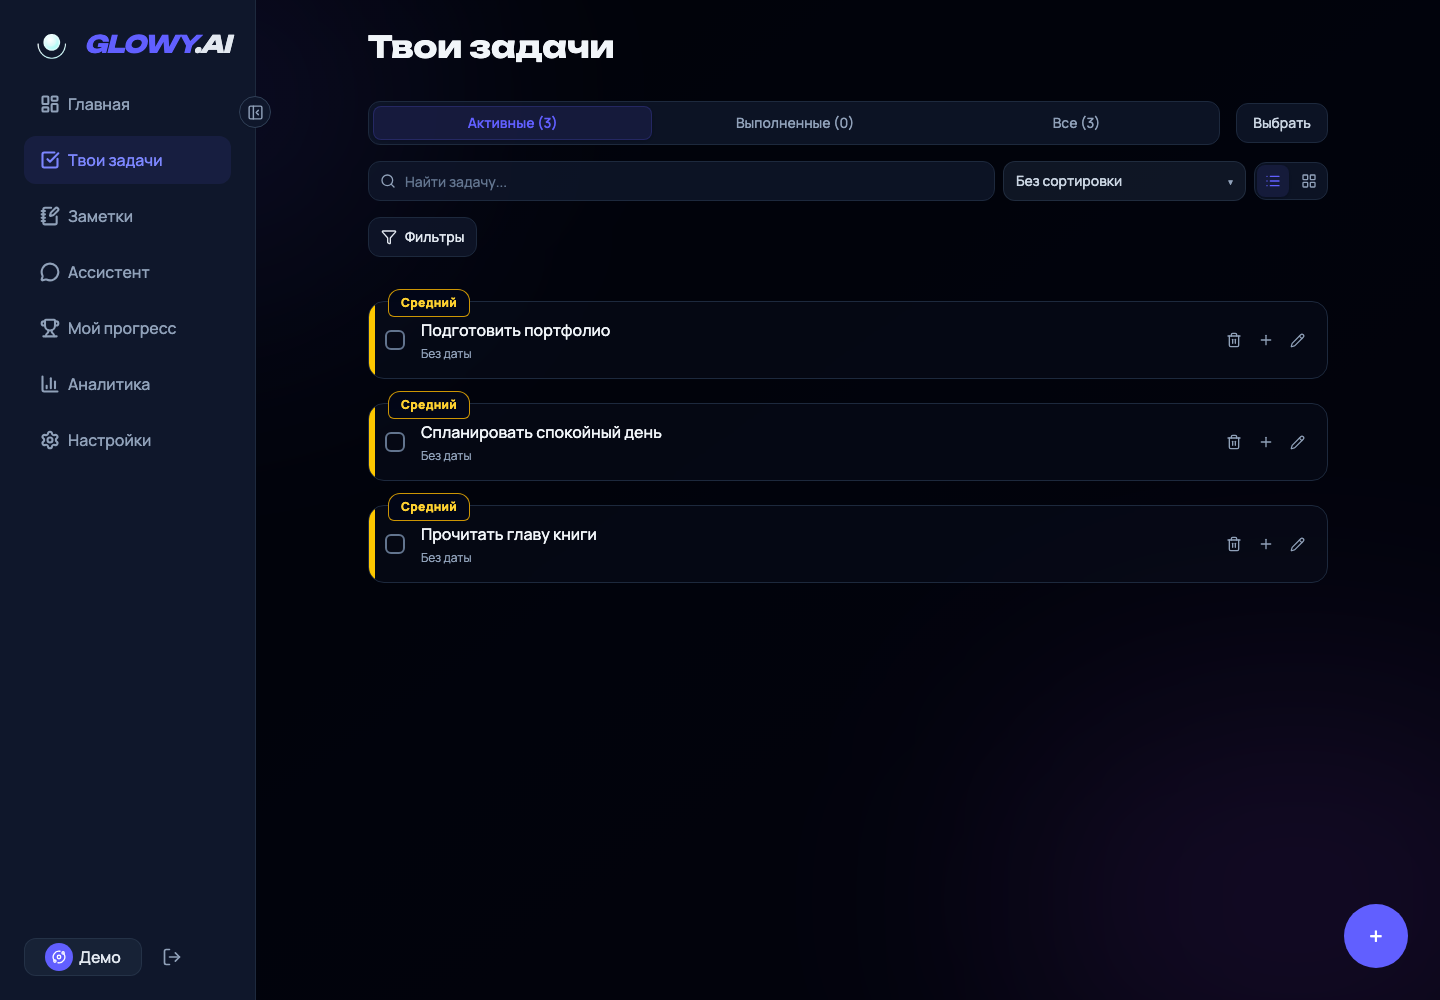 GLOWY.AI
Главная
Твои задачи
Заметки
Ассистент
Мой прогресс
Аналитика
Настройки
Демо
Твои задачи
Активные (3)
Выполненные (0)
Все (3)
Выбрать
Найти задачу...
Без сортировки
Фильтры
Средний
Подготовить портфолио
Без даты
Средний
Спланировать спокойный день
Без даты
Средний
Прочитать главу книги
Без даты